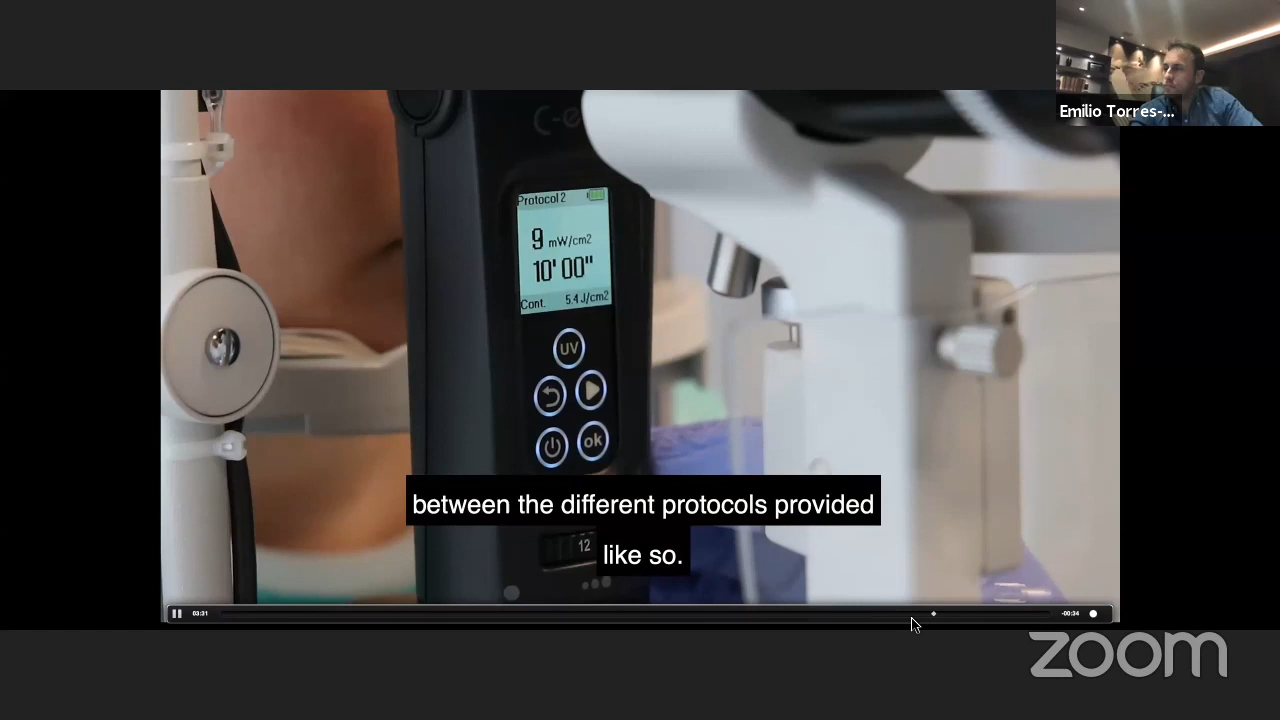 Emilio Torres-...
C-e
Protocol 2
9 mW/cm2
10' 00"
Cont. 5.4 J/cm2
UV
ok
between the different protocols provided
like so.
12
03:31
-00:34
zoom